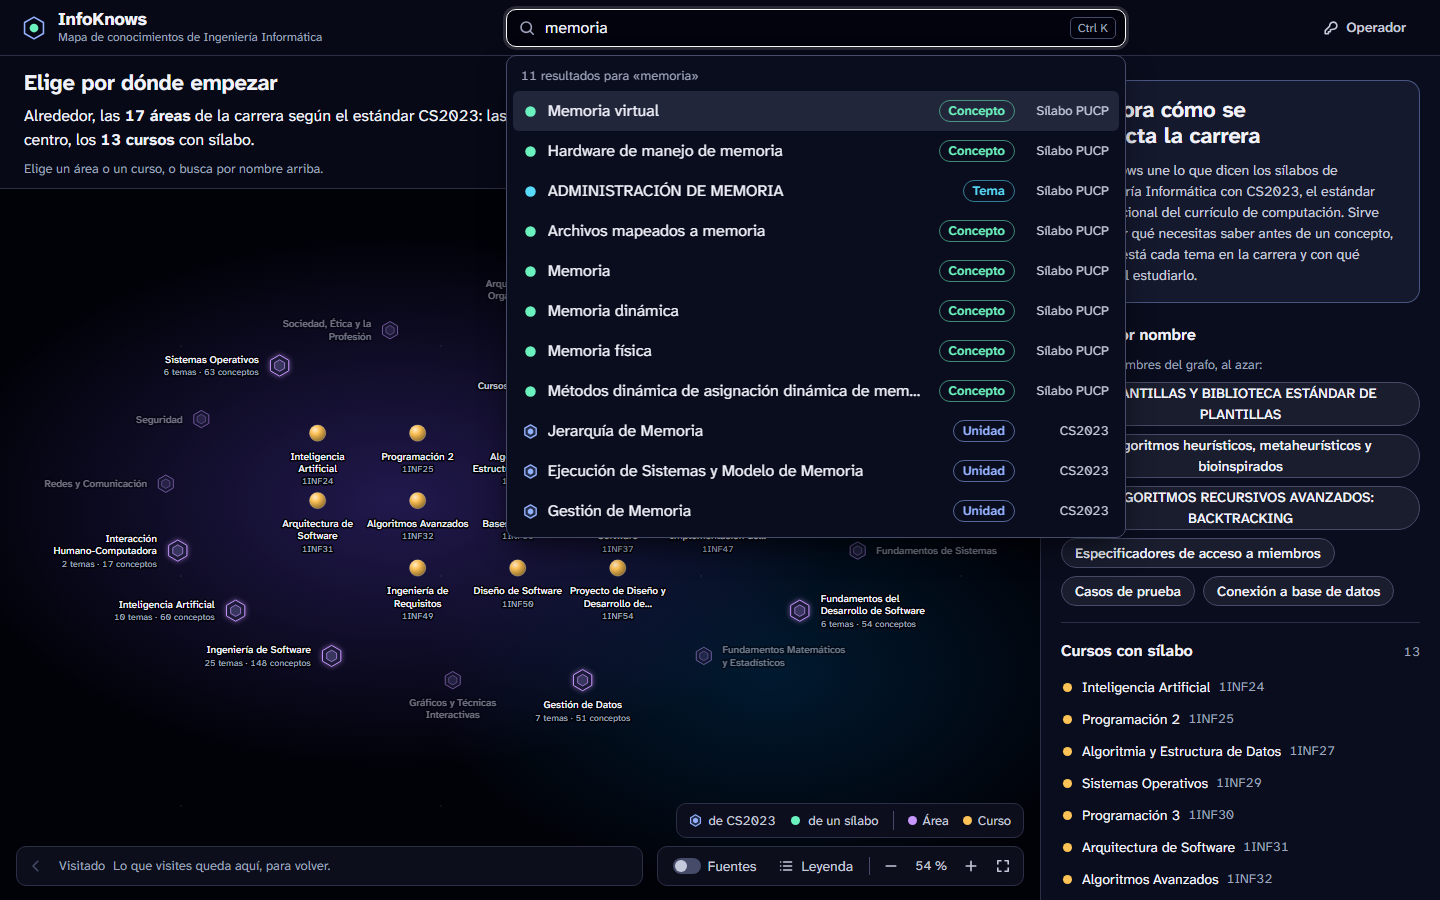 InfoKnows
Mapa de conocimientos de Ingeniería Informática
memoria
Ctrl K
Operador
Elige por dónde empezar
Alrededor, las 17 áreas de la carrera según el estándar CS2023: las
centro, los 13 cursos con sílabo.
Elige un área o un curso, o busca por nombre arriba.
11 resultados para «memoria»
Memoria virtual Concepto Sílabo PUCP
Hardware de manejo de memoria Concepto Sílabo PUCP
ADMINISTRACIÓN DE MEMORIA Tema Sílabo PUCP
Archivos mapeados a memoria Concepto Sílabo PUCP
Memoria Concepto Sílabo PUCP
Memoria dinámica Concepto Sílabo PUCP
Memoria física Concepto Sílabo PUCP
Métodos dinámica de asignación dinámica de mem... Concepto Sílabo PUCP
Jerarquía de Memoria Unidad CS2023
Ejecución de Sistemas y Modelo de Memoria Unidad CS2023
Gestión de Memoria Unidad CS2023
Sociedad, Ética y la
Profesión
Sistemas Operativos
6 temas · 63 conceptos
Seguridad
Redes y Comunicación
Interacción
Humano-Computadora
2 temas · 17 conceptos
Inteligencia Artificial
10 temas · 60 conceptos
Ingeniería de Software
25 temas · 148 conceptos
Gráficos y Técnicas
Interactivas
Gestión de Datos
7 temas · 51 conceptos
Fundamentos Matemáticos
y Estadísticos
Fundamentos del
Desarrollo de Software
6 temas · 54 conceptos
Fundamentos de Sistemas
Inteligencia
Artificial
1INF24
Programación 2
1INF25
Arquitectura de
Software
1INF31
Algoritmos Avanzados
1INF32
1INF37
1INF47
Ingeniería de
Requisitos
1INF49
Diseño de Software
1INF50
Proyecto de Diseño y
Desarrollo de...
1INF54
ora cómo se
cta la carrera
ws une lo que dicen los sílabos de
ría Informática con CS2023, el estándar
cional del currículo de computación. Sirve
r qué necesitas saber antes de un concepto,
está cada tema en la carrera y con qué
l estudiarlo.
or nombre
mbres del grafo, al azar:
ANTILLAS Y BIBLIOTECA ESTÁNDAR DE
PLANTILLAS
goritmos heurísticos, metaheurísticos y
bioinspirados
GORITMOS RECURSIVOS AVANZADOS:
BACKTRACKING
Especificadores de acceso a miembros
Casos de prueba
Conexión a base de datos
Cursos con sílabo 13
Inteligencia Artificial 1INF24
Programación 2 1INF25
Algoritmia y Estructura de Datos 1INF27
Sistemas Operativos 1INF29
Programación 3 1INF30
Arquitectura de Software 1INF31
Algoritmos Avanzados 1INF32
de CS2023
de un sílabo
Área
Curso
Visitado Lo que visites queda aquí, para volver.
Fuentes
Leyenda
54 %